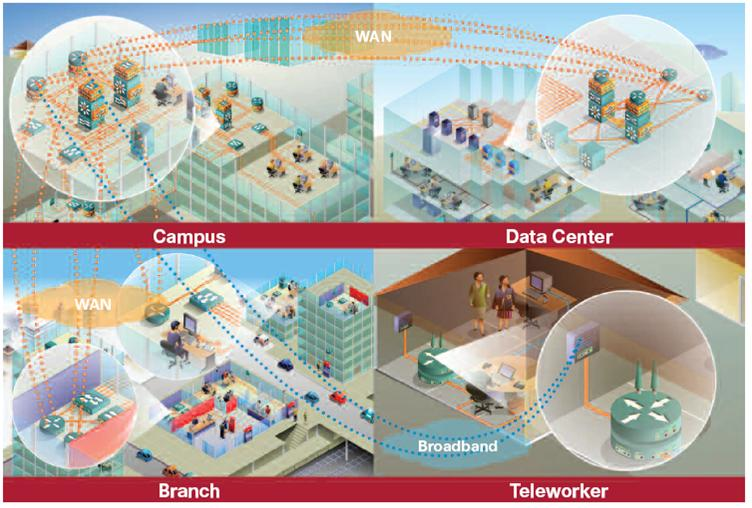 WAN
Campus
Data Center
WAN
Broadband
Branch
Teleworker